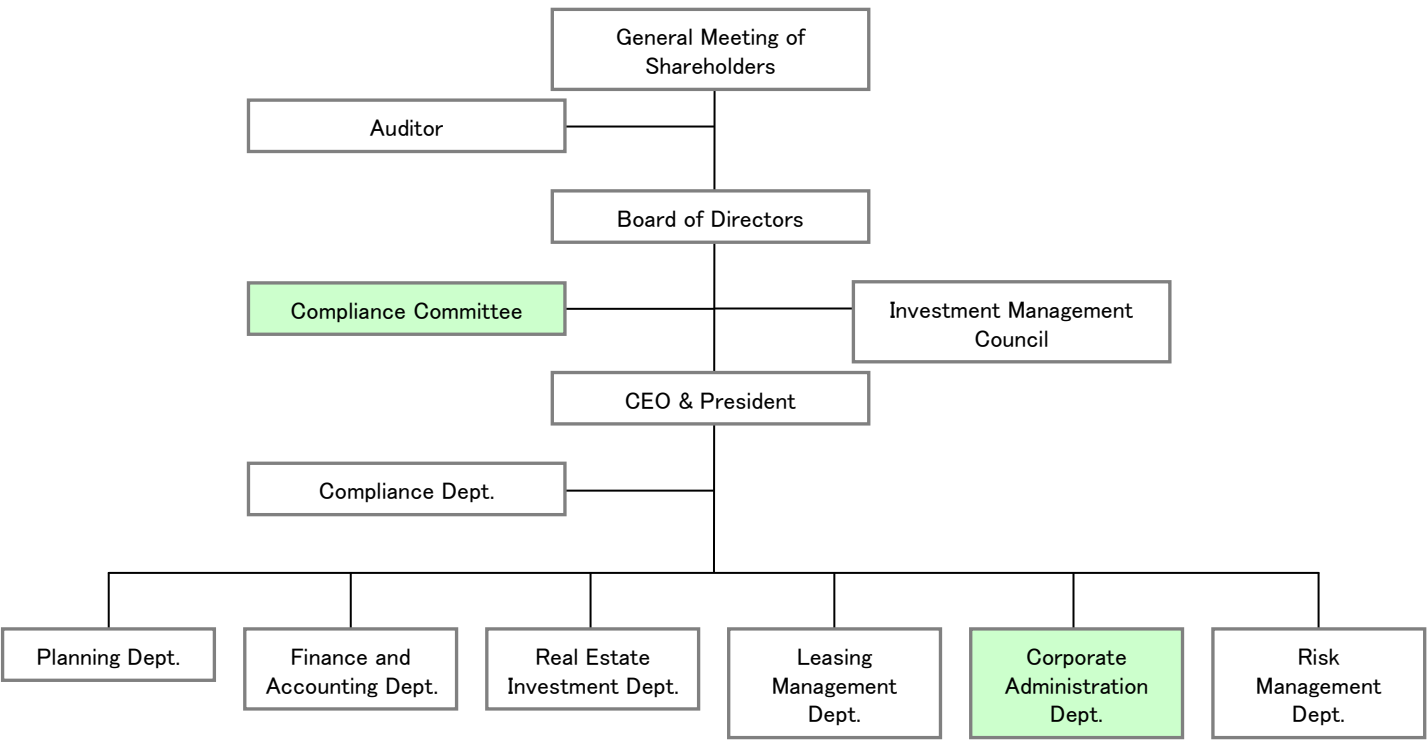 General Meeting of
Shareholders
Auditor
Board of Directors
Compliance Committee
Investment Management
Council
CEO & President
Compliance Dept.
Planning Dept.
Finance and
Accounting Dept.
Real Estate
Investment Dept.
Leasing
Management
Dept.
Corporate
Administration
Dept.
Risk
Management
Dept.